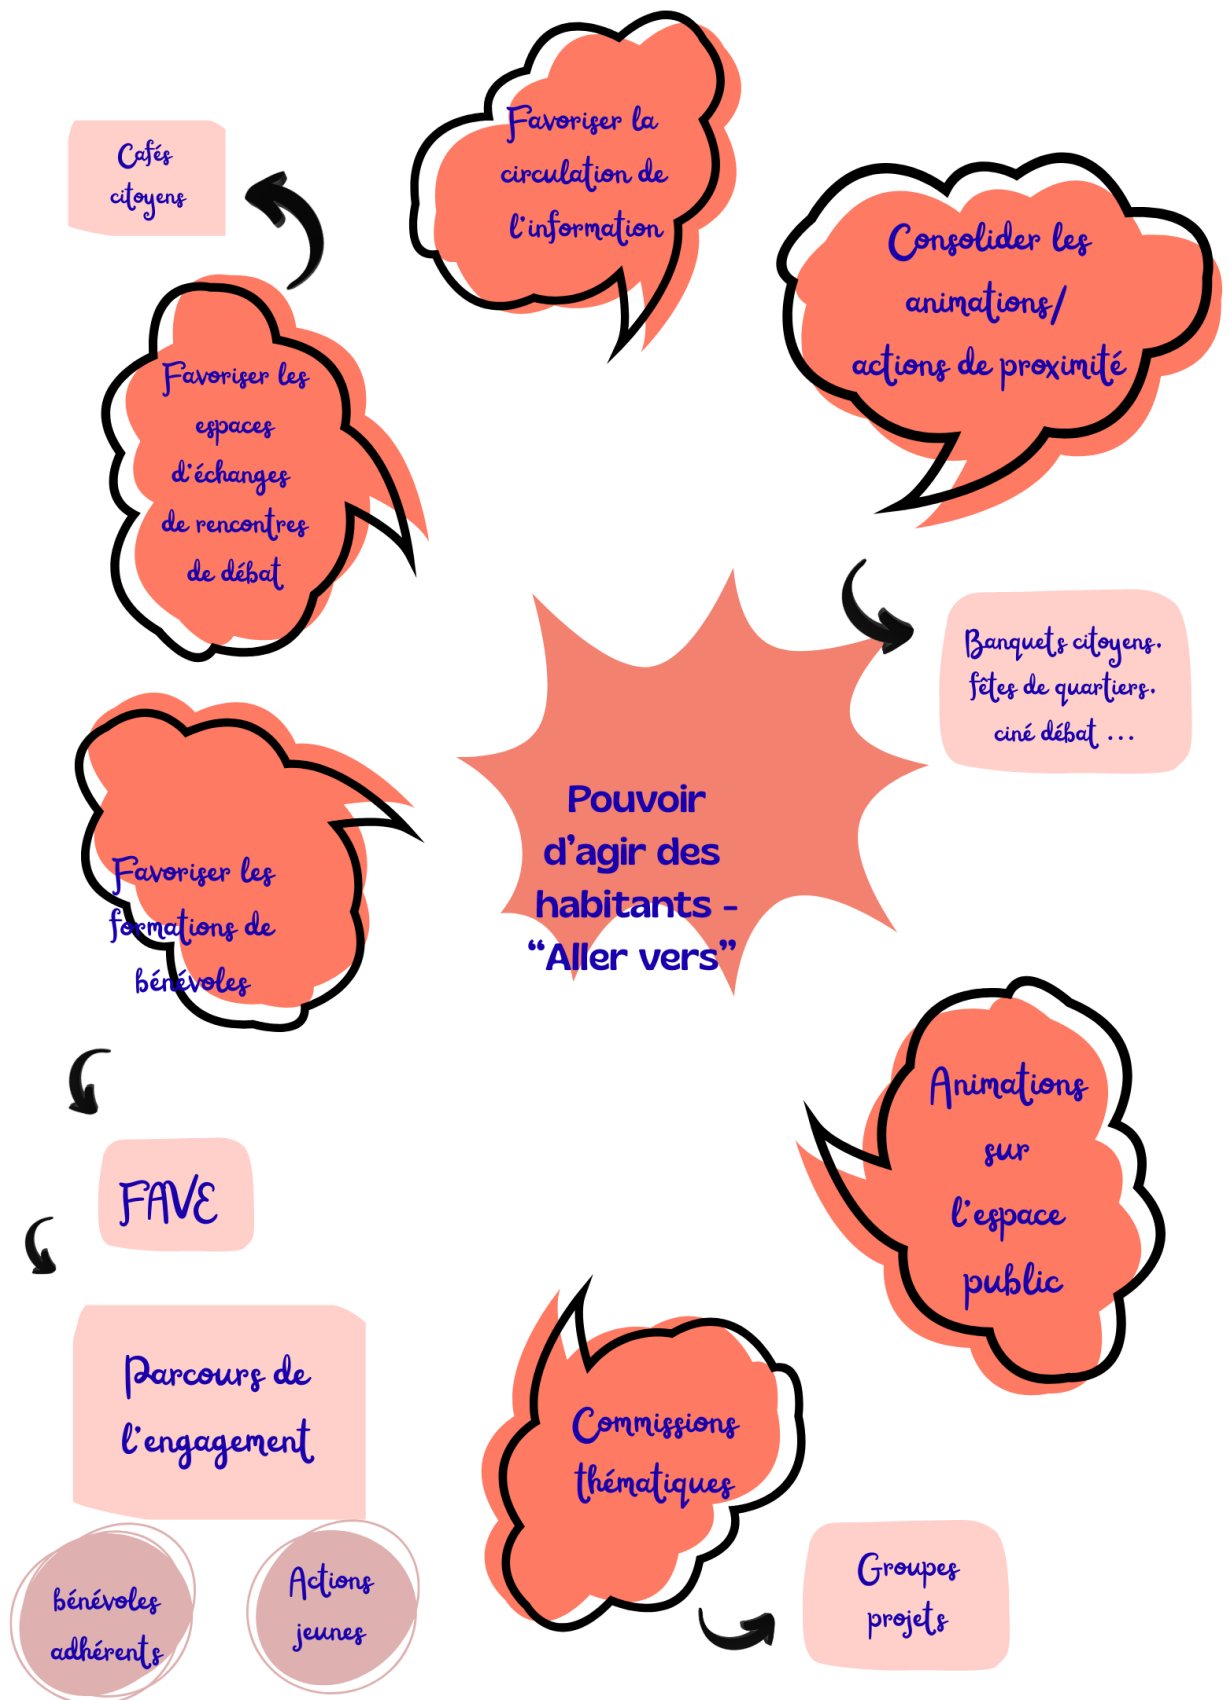 Favoriser la
circulation de
l'information
Cafés
citoyens
Consolider les
animations/
actions de proximité
Favoriser les
espaces
d'échanges
de rencontres
de débat
Banquets citoyens,
fêtes de quartiers,
ciné débat ...
Pouvoir
d’agir des
habitants -
“Aller vers”
Favoriser les
formations de
bénévoles
Animations
sur
l'espace
public
FAVE
Parcours de
l'engagement
Commissions
thématiques
bénévoles
adhérents
Actions
jeunes
Groupes
projets